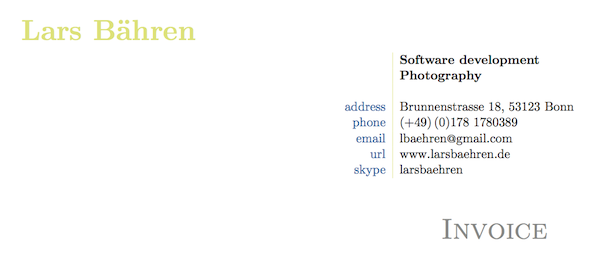 Lars Bähren
Software development
Photography
address Brunnenstrasse 18, 53123 Bonn
phone (+49) (0)178 1780389
email lbaehren@gmail.com
url www.larsbaehren.de
skype larsbaehren
Invoice